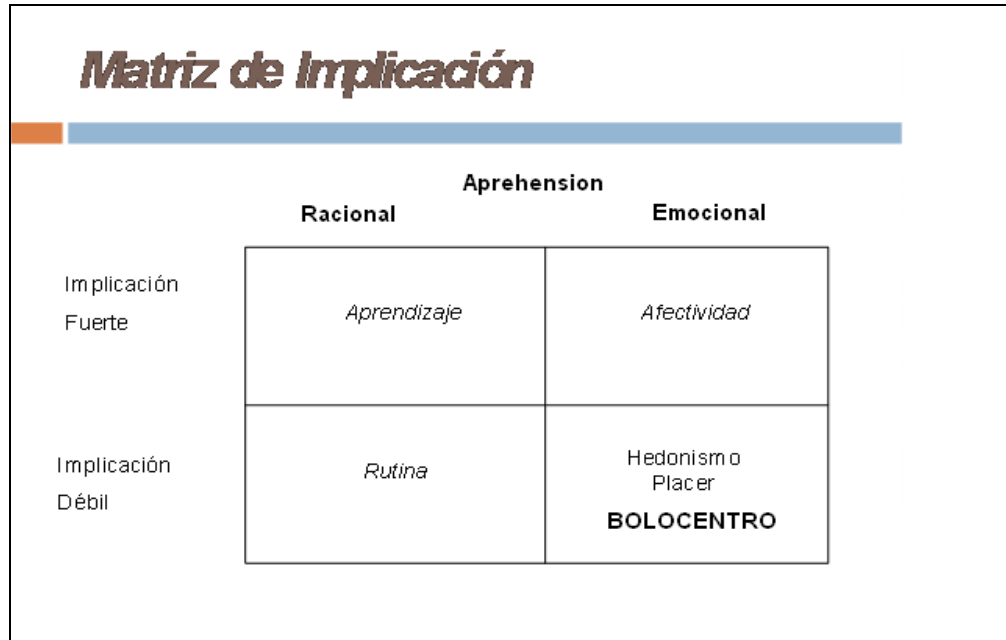 Matriz de Implicación
Aprehension
Racional Emocional
Implicación
Fuerte
Aprendizaje Afectividad
Implicación
Débil
Rutina
Hedonismo
Placer
BOLOCENTRO